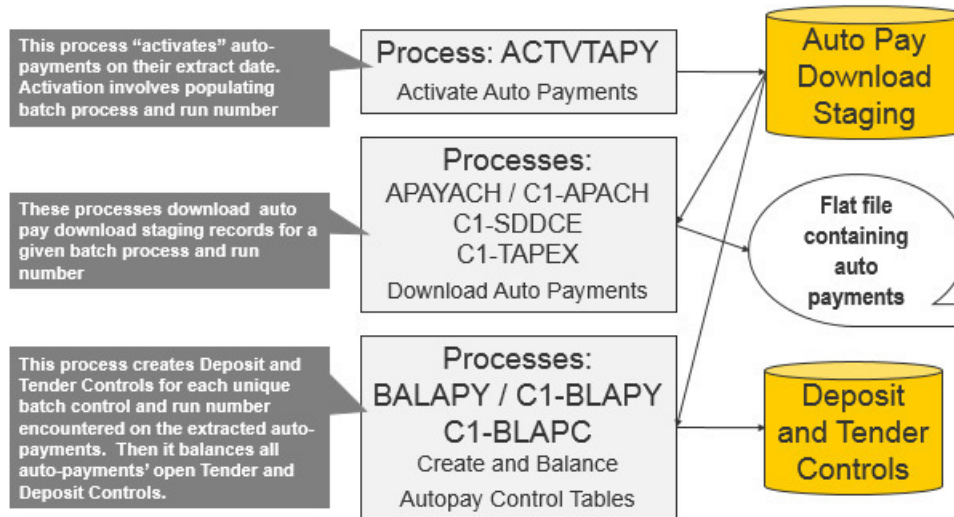 This process “activates” auto-
payments on their extract date.
Activation involves populating
batch process and run number
Process: ACTVTAPY
Activate Auto Payments
Auto Pay
Download
Staging
These processes download  auto
pay download staging records for a
given batch process and run
number
Processes:
APAYACH / C1-APACH
C1-SDDCE
C1-TAPEX
Download Auto Payments
Flat file
containing
auto
payments
This process creates Deposit and
Tender Controls for each unique
batch control and run number
encountered on the extracted auto-
payments.  Then it balances all
auto-payments’ open Tender and
Deposit Controls.
Processes:
BALAPY / C1-BLAPY
C1-BLAPC
Create and Balance
Autopay Control Tables
Deposit
and Tender
Controls